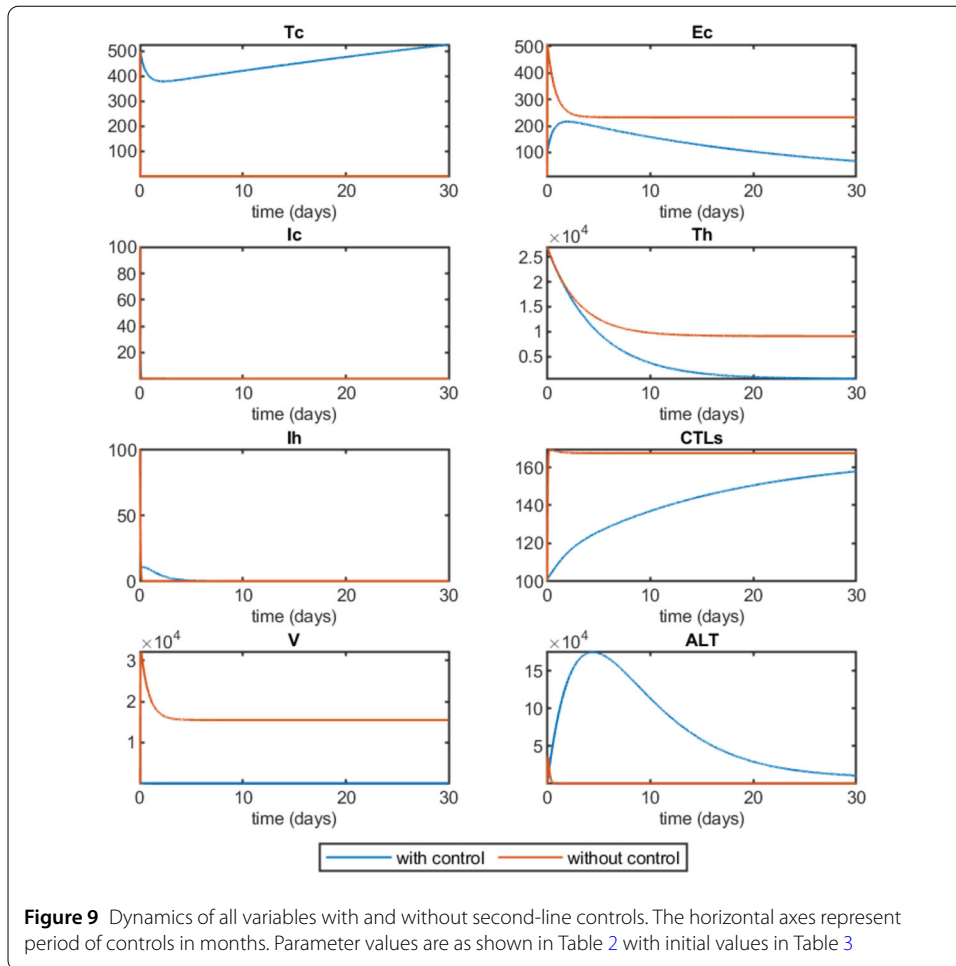 Tc
500
400
300
200
100
0 10 20 30
time (days)
Ec
500
400
300
200
100
0 10 20 30
time (days)
Ic
100
80
60
40
20
0 10 20 30
time (days)
Th
×10⁴
2.5
2
1.5
1
0.5
0 10 20 30
time (days)
Ih
100
50
0
0 10 20 30
time (days)
CTLs
160
140
120
100
0 10 20 30
time (days)
V
×10⁴
3
2
1
0 10 20 30
time (days)
ALT
×10⁴
15
10
5
0 10 20 30
time (days)
with control without control
Figure 9 Dynamics of all variables with and without second-line controls. The horizontal axes represent
period of controls in months. Parameter values are as shown in Table 2 with initial values in Table 3